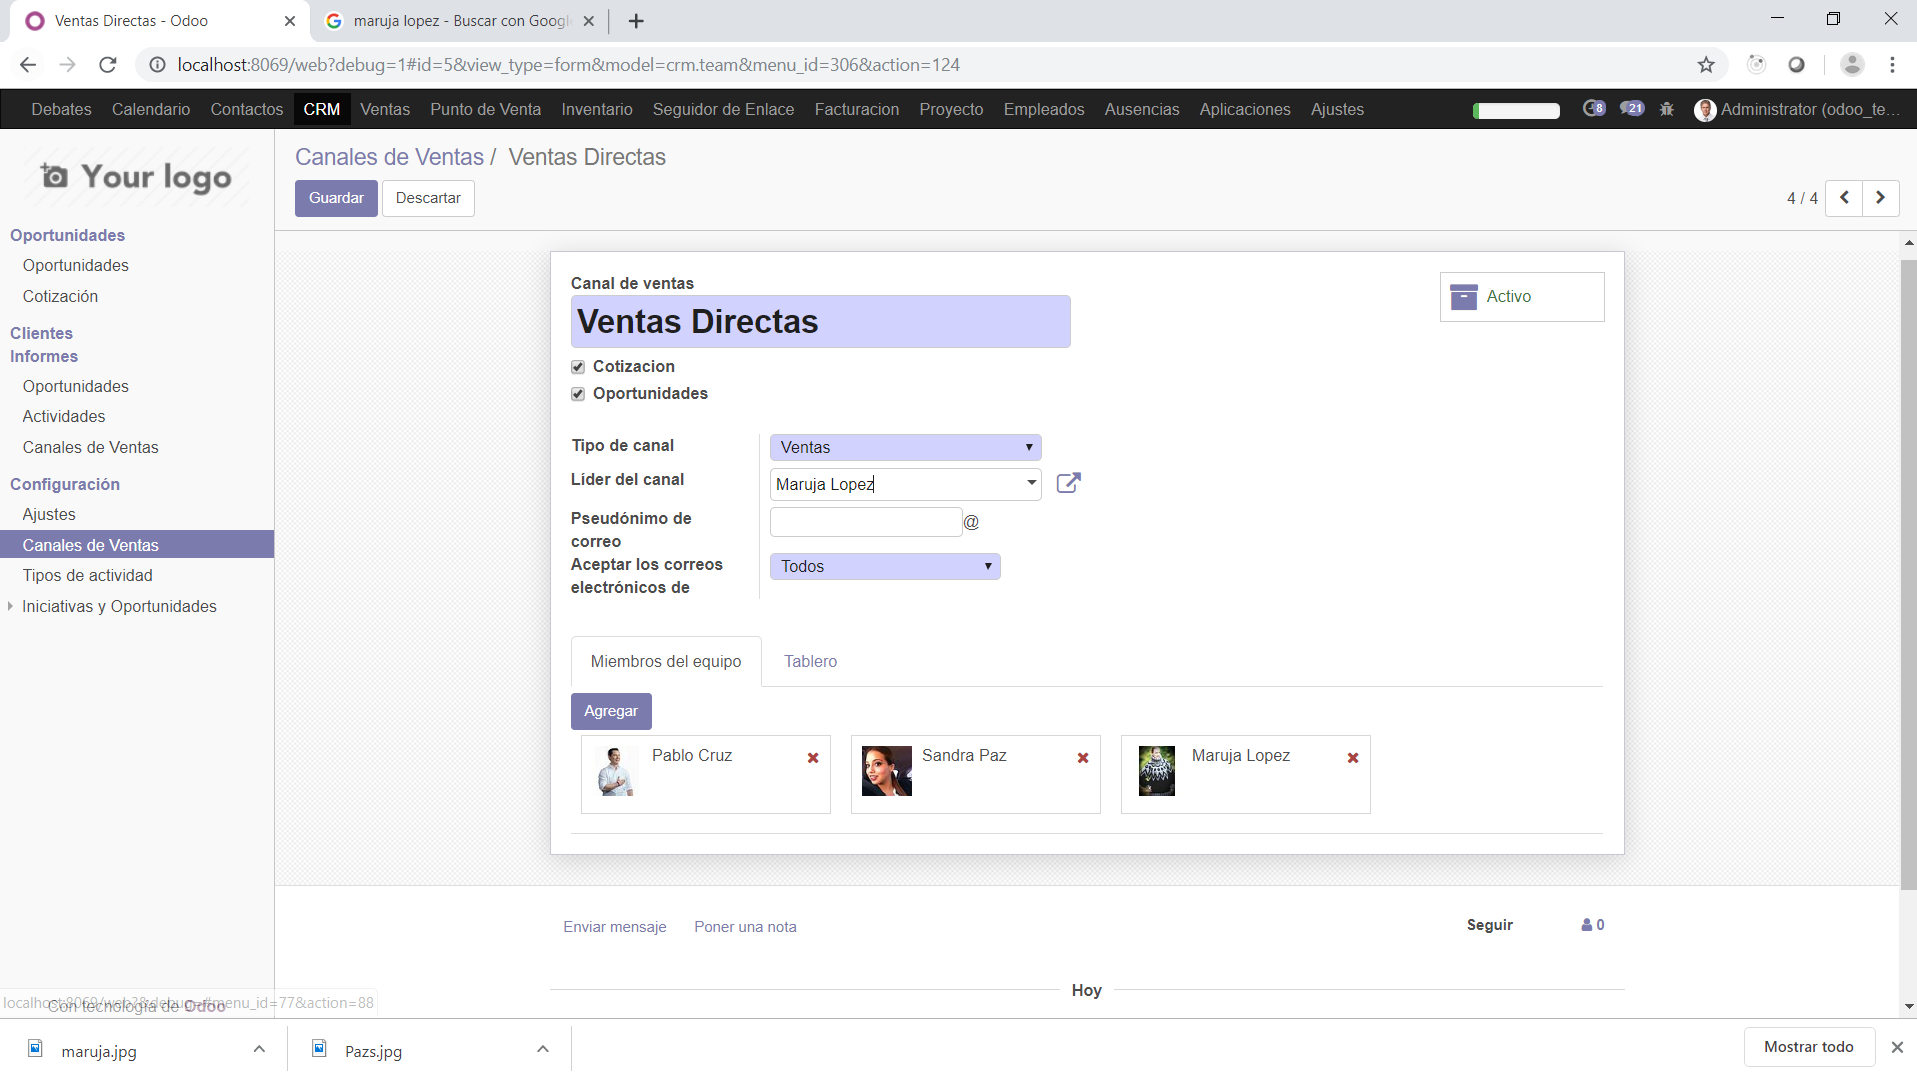 Ventas Directas - Odoo
maruja lopez - Buscar con Googl
localhost:8069/web?debug=1#id=5&view_type=form&model=crm.team&menu_id=306&action=124
Debates Calendario Contactos CRM Ventas Punto de Venta Inventario Seguidor de Enlace Facturacion Proyecto Empleados Ausencias Aplicaciones Ajustes 8 21 Administrator (odoo_te...
Your logo
Oportunidades
Oportunidades
Cotización
Clientes
Informes
Oportunidades
Actividades
Canales de Ventas
Configuración
Ajustes
Canales de Ventas
Tipos de actividad
Iniciativas y Oportunidades
Con tecnología de Odoo
localhost:8069/web?&debug=#menu_id=77&action=88
Canales de Ventas / Ventas Directas
Guardar Descartar
4 / 4
Canal de ventas
Ventas Directas
Activo
Cotizacion
Oportunidades
Tipo de canal Ventas
Líder del canal Maruja Lopez
Pseudónimo de
correo
@
Aceptar los correos
electrónicos de
Todos
Miembros del equipo Tablero
Agregar
Pablo Cruz
Sandra Paz
Maruja Lopez
Enviar mensaje Poner una nota
Seguir 0
Hoy
maruja.jpg
Pazs.jpg
Mostrar todo